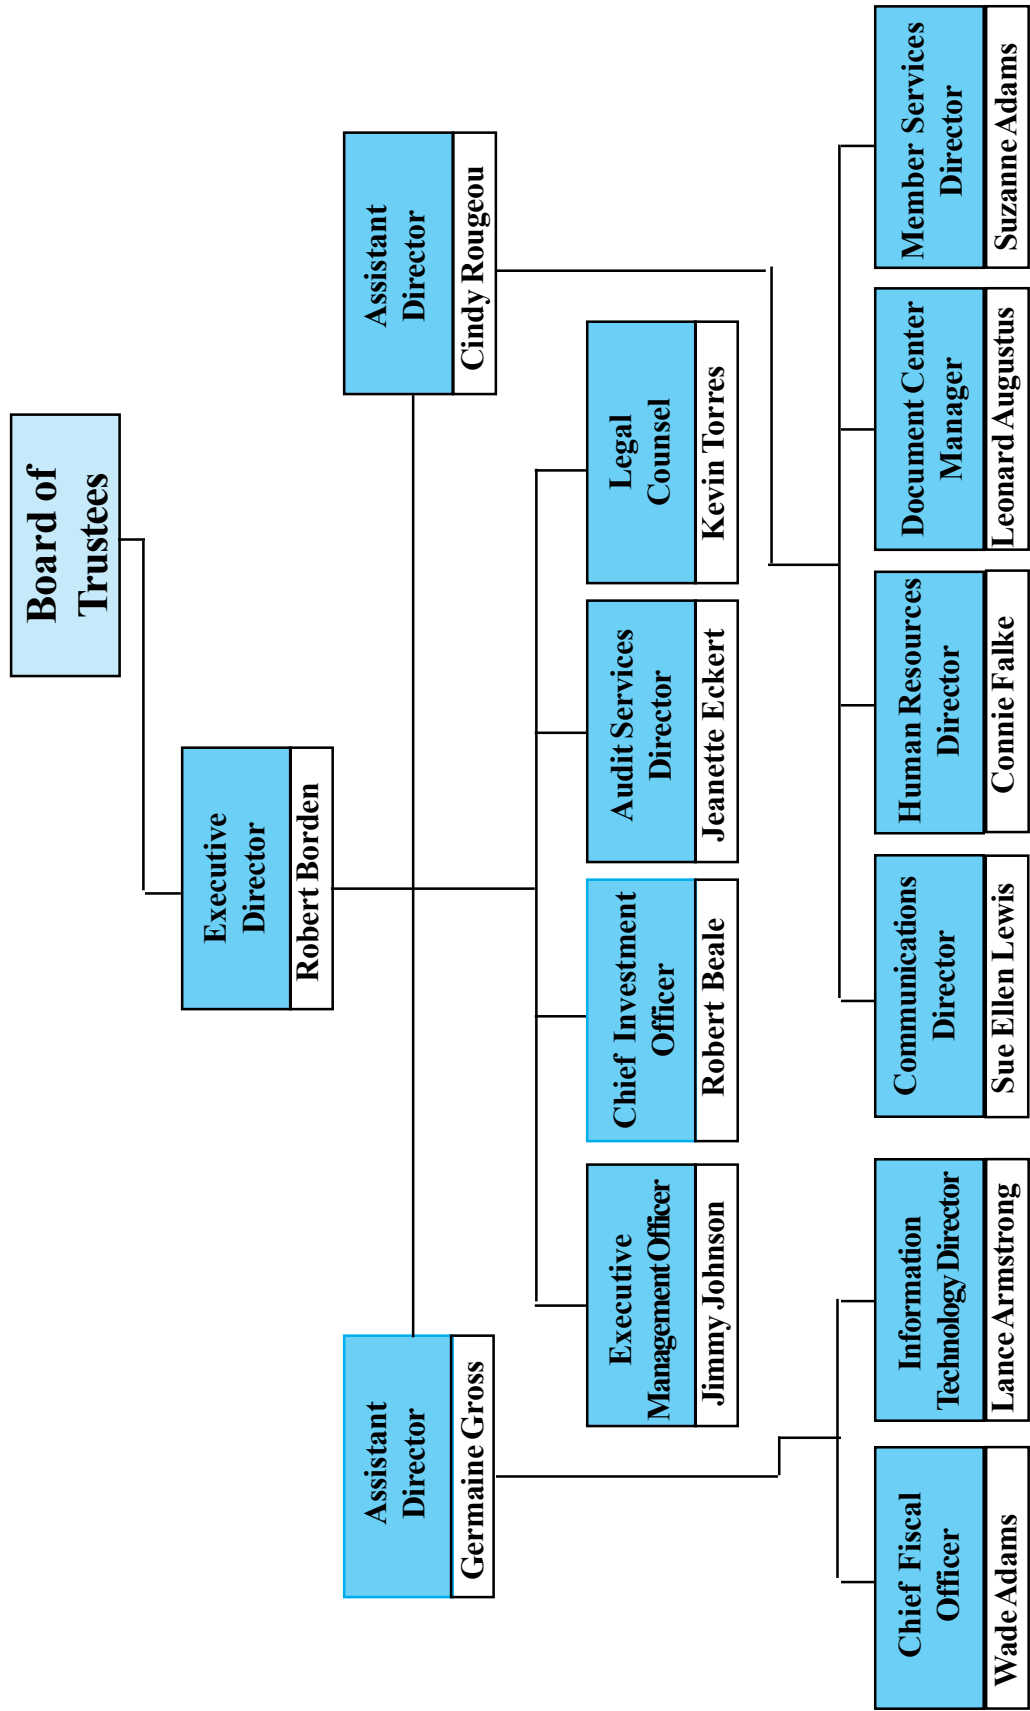 Board of
Trustees
Executive
Director
Robert Borden
Assistant
Director
Germaine Gross
Assistant
Director
Cindy Rougeou
Executive
Management Officer
Jimmy Johnson
Chief Investment
Officer
Robert Beale
Audit Services
Director
Jeanette Eckert
Legal
Counsel
Kevin Torres
Chief Fiscal
Officer
Wade Adams
Information
Technology Director
Lance Armstrong
Communications
Director
Sue Ellen Lewis
Human Resources
Director
Connie Falke
Document Center
Manager
Leonard Augustus
Member Services
Director
Suzanne Adams